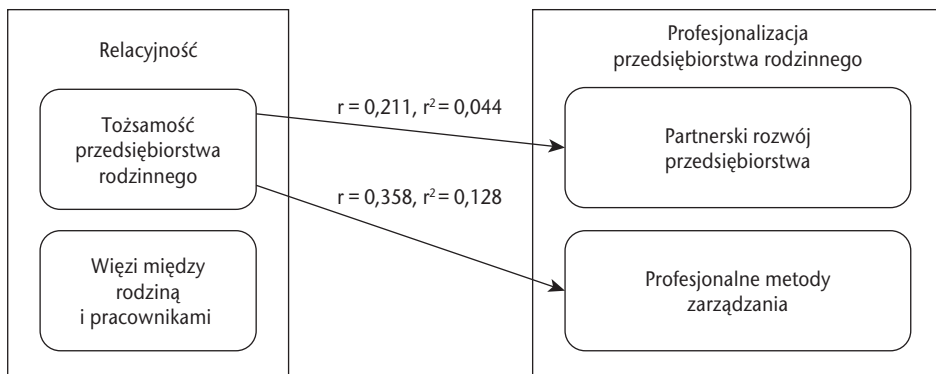 Relacyjność
Tożsamość
przedsiębiorstwa
rodzinnego
Więzi między
rodziną
i pracownikami
r = 0,211, r² = 0,044
r = 0,358, r² = 0,128
Profesjonalizacja
przedsiębiorstwa rodzinnego
Partnerski rozwój
przedsiębiorstwa
Profesjonalne metody
zarządzania